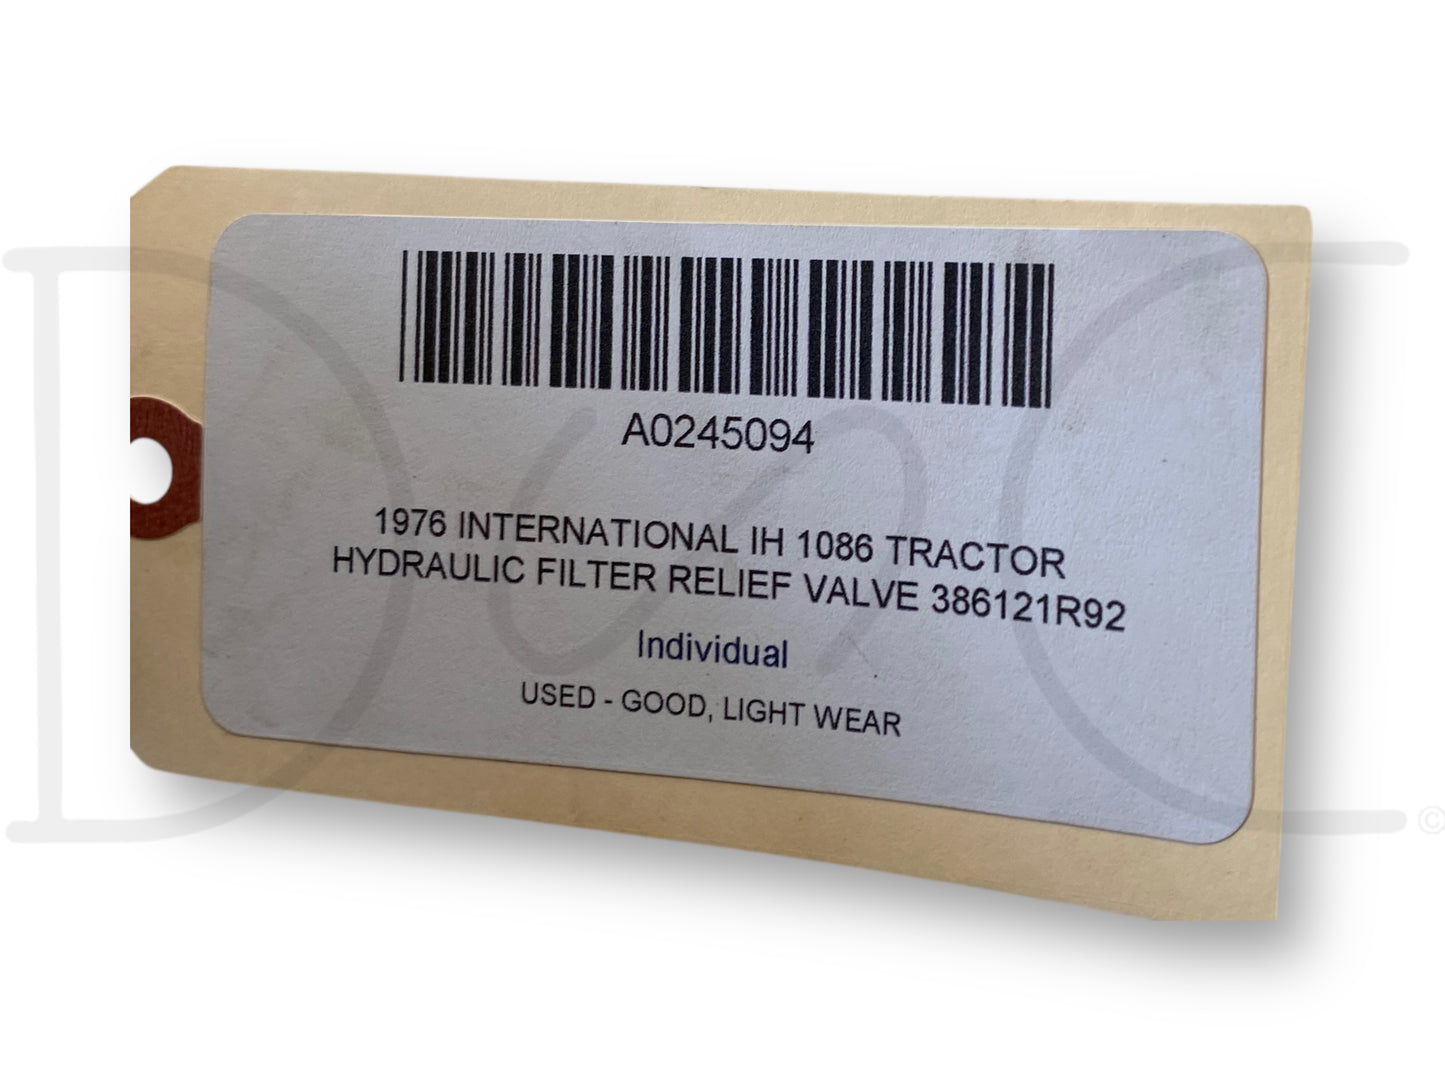 A0245094
1976 INTERNATIONAL IH 1086 TRACTOR
HYDRAULIC FILTER RELIEF VALVE 386121R92
Individual
USED - GOOD, LIGHT WEAR
D C
©